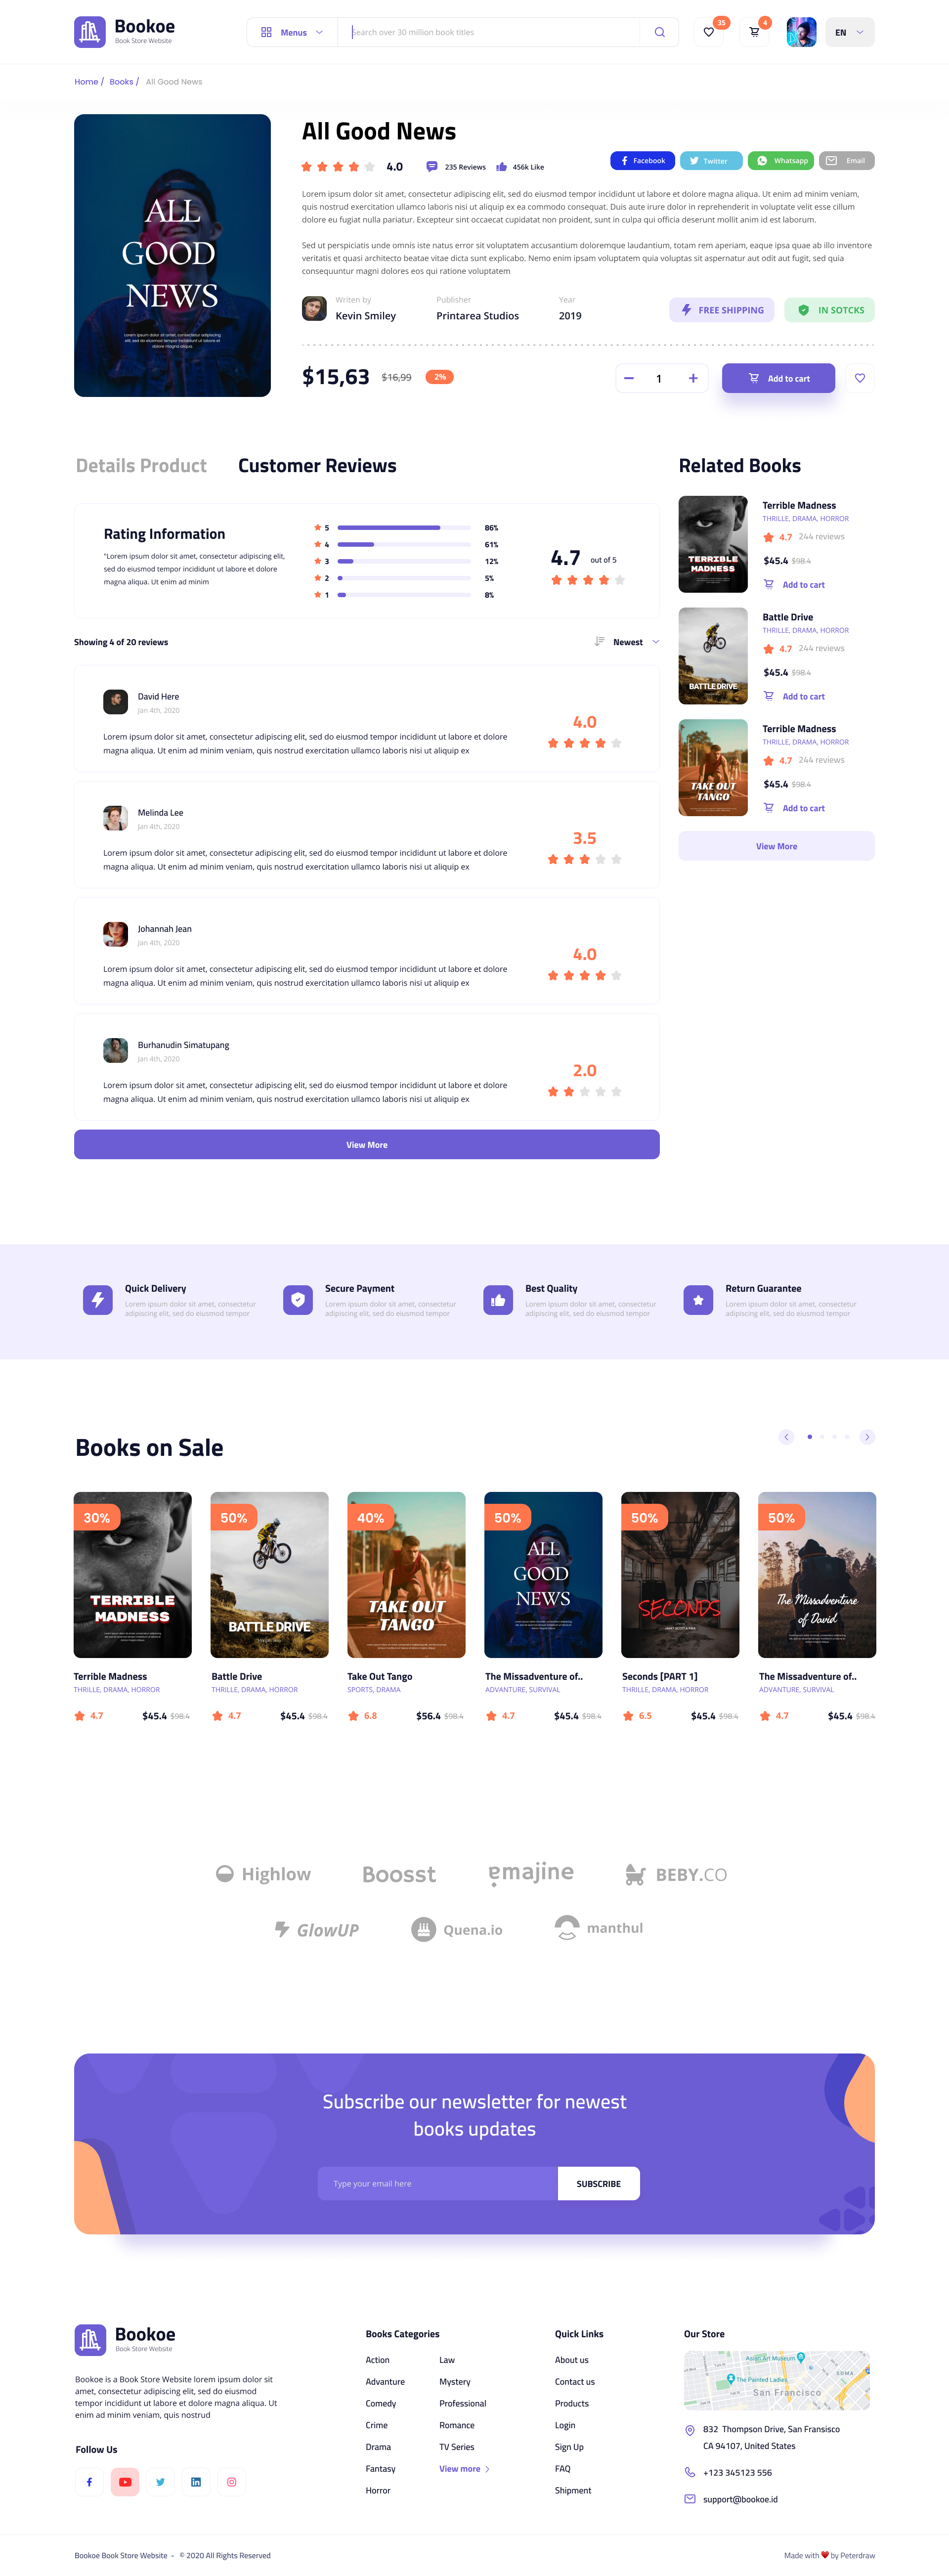 Bookoe
Book Store Website
Menus
Search over 30 million book titles
35
4
EN
Home / Books / All Good News
ALL
GOOD
NEWS
Lorem ipsum dolor sit amet, consectetur adipiscing
elit, sed do eiusmod tempor incididunt ut labore et
dolore magna aliqua.
All Good News
4.0
235 Reviews
456k Like
Facebook
Twitter
Whatsapp
Email
Lorem ipsum dolor sit amet, consectetur adipiscing elit, sed do eiusmod tempor incididunt ut labore et dolore magna aliqua. Ut enim ad minim veniam,
quis nostrud exercitation ullamco laboris nisi ut aliquip ex ea commodo consequat. Duis aute irure dolor in reprehenderit in voluptate velit esse cillum
dolore eu fugiat nulla pariatur. Excepteur sint occaecat cupidatat non proident, sunt in culpa qui officia deserunt mollit anim id est laborum.
Sed ut perspiciatis unde omnis iste natus error sit voluptatem accusantium doloremque laudantium, totam rem aperiam, eaque ipsa quae ab illo inventore
veritatis et quasi architecto beatae vitae dicta sunt explicabo. Nemo enim ipsam voluptatem quia voluptas sit aspernatur aut odit aut fugit, sed quia
consequuntur magni dolores eos qui ratione voluptatem
Writen by
Kevin Smiley
Publisher
Printarea Studios
Year
2019
FREE SHIPPING
IN SOTCKS
$15,63
$16,99
2%
1
Add to cart
Details Product
Customer Reviews
Rating Information
"Lorem ipsum dolor sit amet, consectetur adipiscing elit,
sed do eiusmod tempor incididunt ut labore et dolore
magna aliqua. Ut enim ad minim
5 86%
4 61%
3 12%
2 5%
1 8%
4.7 out of 5
Showing 4 of 20 reviews
Newest
David Here
Jan 4th, 2020
Lorem ipsum dolor sit amet, consectetur adipiscing elit, sed do eiusmod tempor incididunt ut labore et dolore
magna aliqua. Ut enim ad minim veniam, quis nostrud exercitation ullamco laboris nisi ut aliquip ex
4.0
Melinda Lee
Jan 4th, 2020
Lorem ipsum dolor sit amet, consectetur adipiscing elit, sed do eiusmod tempor incididunt ut labore et dolore
magna aliqua. Ut enim ad minim veniam, quis nostrud exercitation ullamco laboris nisi ut aliquip ex
3.5
Johannah Jean
Jan 4th, 2020
Lorem ipsum dolor sit amet, consectetur adipiscing elit, sed do eiusmod tempor incididunt ut labore et dolore
magna aliqua. Ut enim ad minim veniam, quis nostrud exercitation ullamco laboris nisi ut aliquip ex
4.0
Burhanudin Simatupang
Jan 4th, 2020
Lorem ipsum dolor sit amet, consectetur adipiscing elit, sed do eiusmod tempor incididunt ut labore et dolore
magna aliqua. Ut enim ad minim veniam, quis nostrud exercitation ullamco laboris nisi ut aliquip ex
2.0
View More
Related Books
TERRIBLE
MADNESS
Terrible Madness
THRILLE, DRAMA, HORROR
4.7 244 reviews
$45.4 $98.4
Add to cart
BATTLE DRIVE
Battle Drive
THRILLE, DRAMA, HORROR
4.7 244 reviews
$45.4 $98.4
Add to cart
TAKE OUT
TANGO
Terrible Madness
THRILLE, DRAMA, HORROR
4.7 244 reviews
$45.4 $98.4
Add to cart
View More
Quick Delivery
Lorem ipsum dolor sit amet, consectetur
adipiscing elit, sed do eiusmod tempor
Secure Payment
Lorem ipsum dolor sit amet, consectetur
adipiscing elit, sed do eiusmod tempor
Best Quality
Lorem ipsum dolor sit amet, consectetur
adipiscing elit, sed do eiusmod tempor
Return Guarantee
Lorem ipsum dolor sit amet, consectetur
adipiscing elit, sed do eiusmod tempor
Books on Sale
30%
TERRIBLE
MADNESS
Terrible Madness
THRILLE, DRAMA, HORROR
4.7 $45.4 $98.4
50%
BATTLE DRIVE
Battle Drive
THRILLE, DRAMA, HORROR
4.7 $45.4 $98.4
40%
TAKE OUT
TANGO
Take Out Tango
SPORTS, DRAMA
6.8 $56.4 $98.4
50%
ALL
GOOD
NEWS
The Missadventure of..
ADVANTURE, SURVIVAL
4.7 $45.4 $98.4
50%
SECONDS
Seconds [PART 1]
THRILLE, DRAMA, HORROR
6.5 $45.4 $98.4
50%
The Missadventure
of David
The Missadventure of..
ADVANTURE, SURVIVAL
4.7 $45.4 $98.4
Highlow
Boosst
amajine
BEBY.CO
GlowUP
Quena.io
manthul
Subscribe our newsletter for newest
books updates
Type your email here
SUBSCRIBE
Bookoe
Book Store Website
Bookoe is a Book Store Website lorem ipsum dolor sit
amet, consectetur adipiscing elit, sed do eiusmod
tempor incididunt ut labore et dolore magna aliqua. Ut
enim ad minim veniam, quis nostrud
Follow Us
Books Categories
Action
Advanture
Comedy
Crime
Drama
Fantasy
Horror
Law
Mystery
Professional
Romance
TV Series
View more
Quick Links
About us
Contact us
Products
Login
Sign Up
FAQ
Shipment
Our Store
Asian Art Museum
The Painted Ladies
SOMA
San Francisco
832 Thompson Drive, San Fransisco
CA 94107, United States
+123 345123 556
support@bookoe.id
Bookoe Book Store Website - © 2020 All Rights Reserved
Made with ❤ by Peterdraw